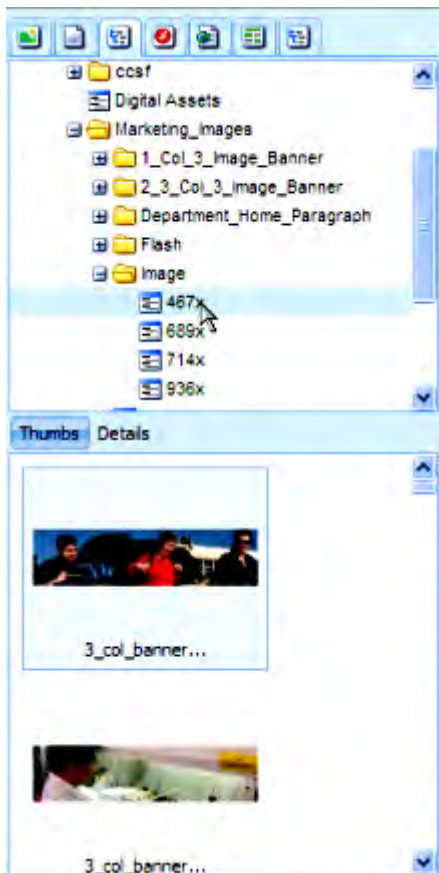 ccsf
Digital Assets
Marketing_Images
1_Col_3_Image_Banner
2_3_Col_3_Image_Banner
Department_Home_Paragraph
Flash
Image
467x
689x
714x
936x
Thumbs Details
3_col_banner...
3_col_banner...